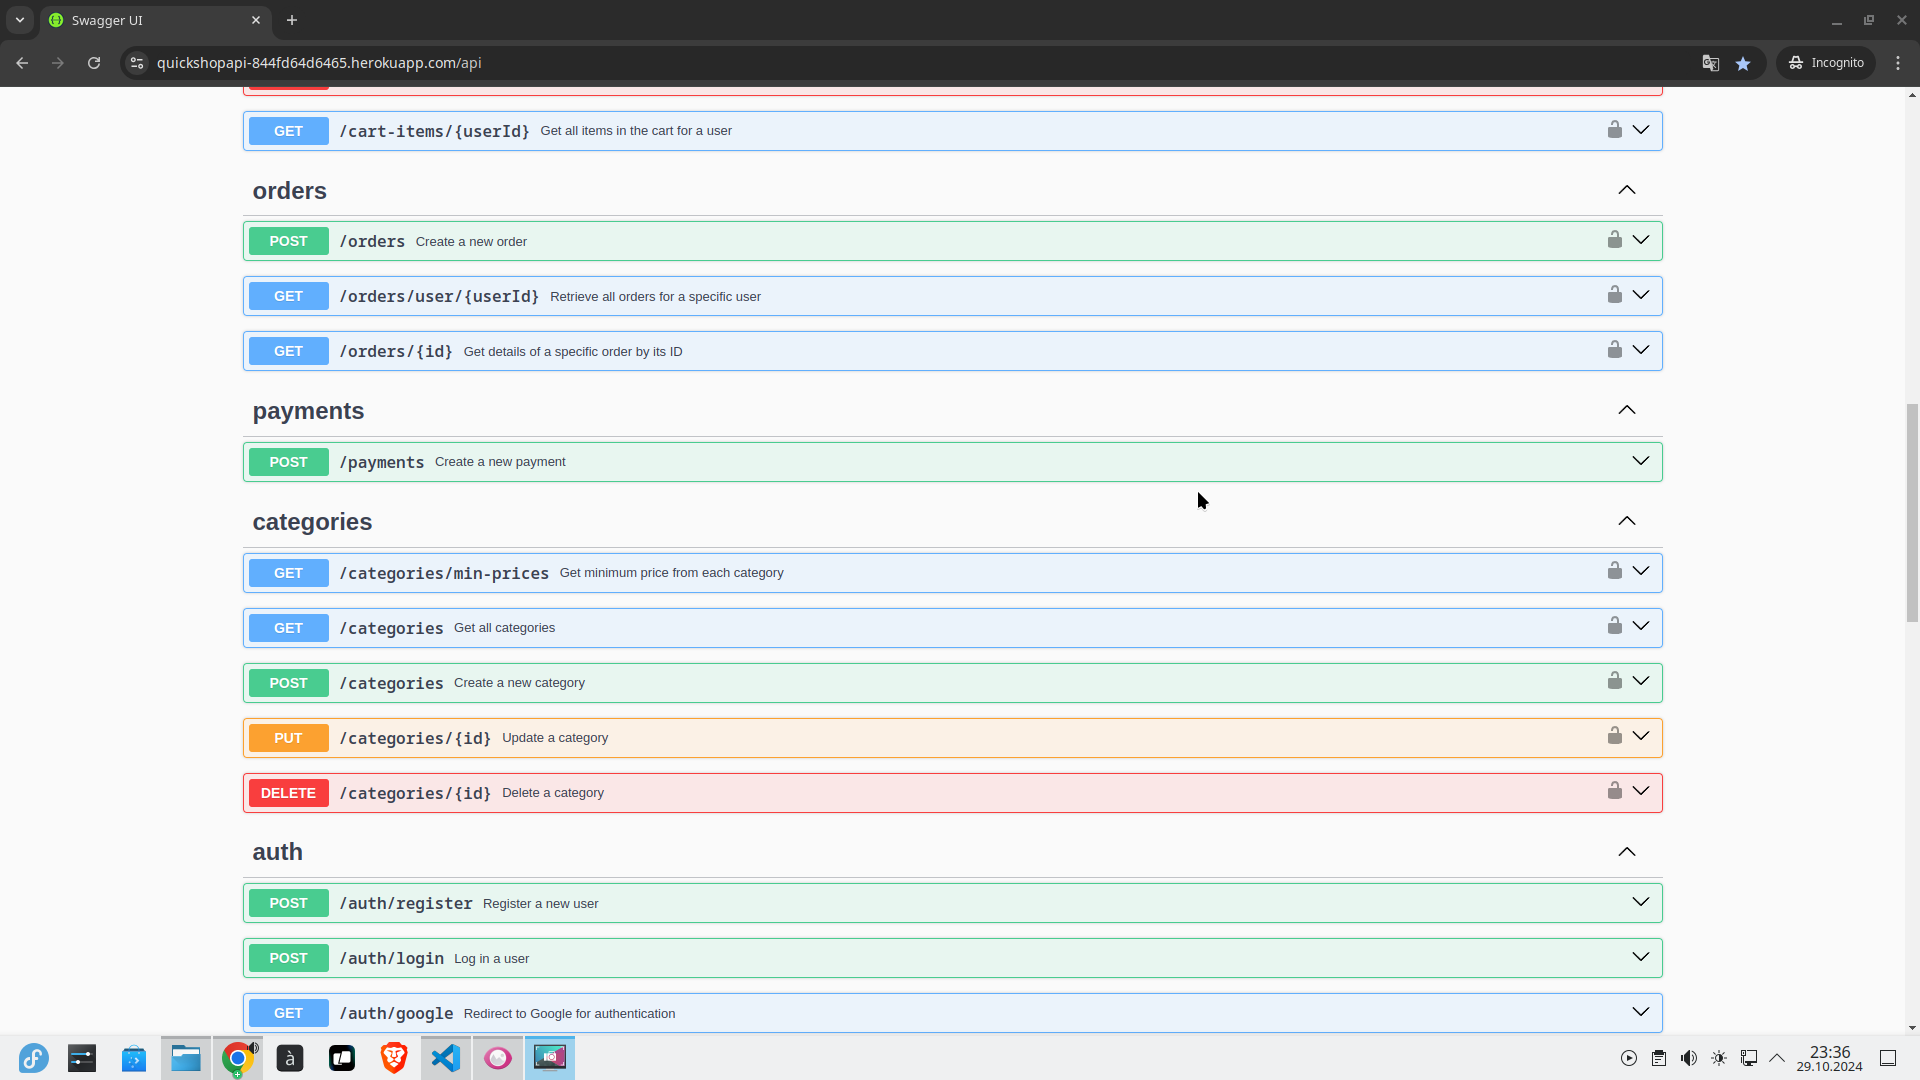 Swagger UI
quickshopapi-844fd64d6465.herokuapp.com/api
Incognito
GET /cart-items/{userId} Get all items in the cart for a user
orders
POST /orders Create a new order
GET /orders/user/{userId} Retrieve all orders for a specific user
GET /orders/{id} Get details of a specific order by its ID
payments
POST /payments Create a new payment
categories
GET /categories/min-prices Get minimum price from each category
GET /categories Get all categories
POST /categories Create a new category
PUT /categories/{id} Update a category
DELETE /categories/{id} Delete a category
auth
POST /auth/register Register a new user
POST /auth/login Log in a user
GET /auth/google Redirect to Google for authentication
à
23:36
29.10.2024